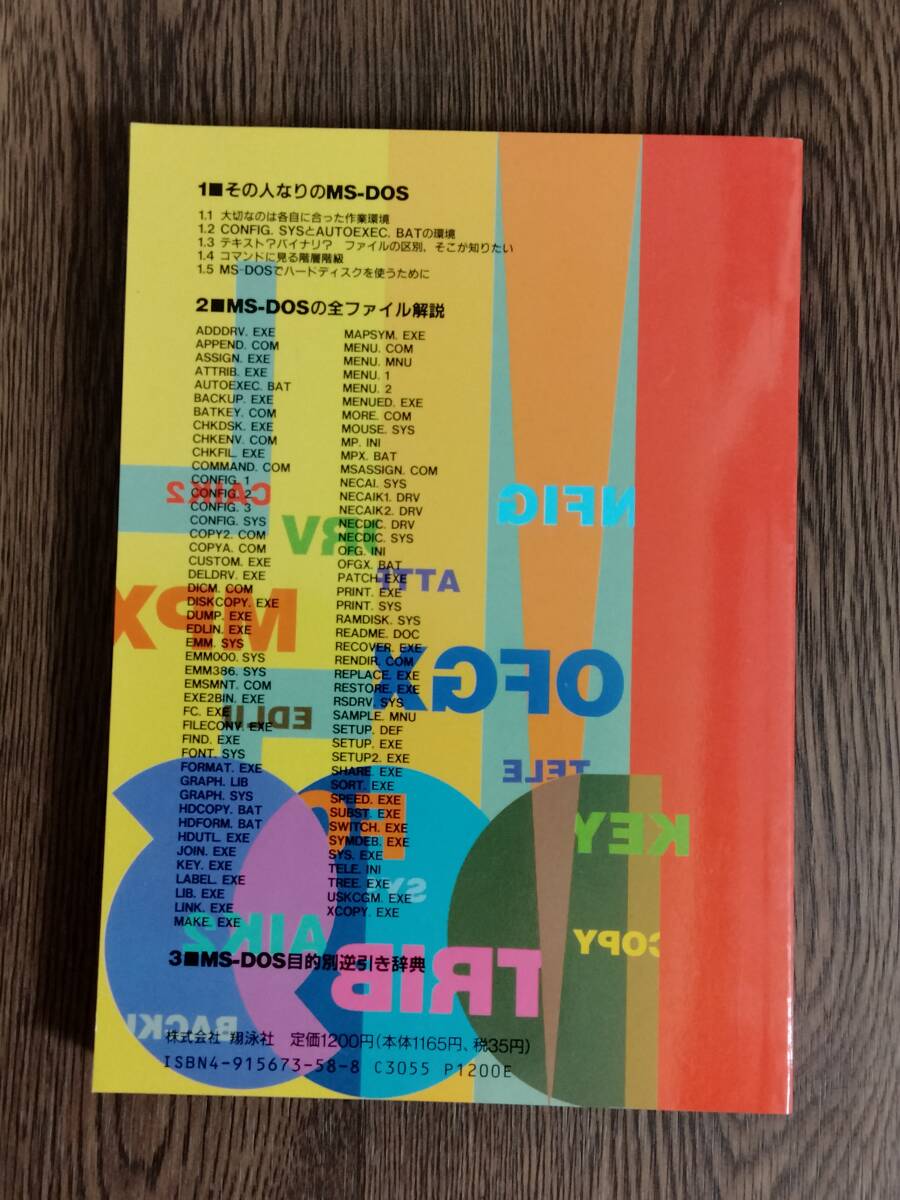 1■その人なりのMS-DOS
1.1 大切なのは各自に合った作業環境
1.2 CONFIG. SYSとAUTOEXEC. BATの環境
1.3 テキスト?バイナリ? ファイルの区別, そこが知りたい
1.4 コマンドに見る階層階級
1.5 MS-DOSでハードディスクを使うために
2■MS-DOSの全ファイル解説
ADDDRV. EXE
APPEND. COM
ASSIGN. EXE
ATTRIB. EXE
AUTOEXEC. BAT
BACKUP. EXE
BATKEY. COM
CHKDSK. EXE
CHKENV. COM
CHKFIL. EXE
COMMAND. COM
CONFIG. 1
CONFIG. 2
CONFIG. 3
CONFIG. SYS
COPY2. COM
COPYA. COM
CUSTOM. EXE
DELDRV. EXE
DICM. COM
DISKCOPY. EXE
DUMP. EXE
EDLIN. EXE
EMM. SYS
EMM000. SYS
EMM386. SYS
EMSMNT. COM
EXE2BIN. EXE
FC. EXE
FILECONV. EXE
FIND. EXE
FONT. SYS
FORMAT. EXE
GRAPH. LIB
GRAPH. SYS
HDCOPY. BAT
HDFORM. BAT
HDUTL. EXE
JOIN. EXE
KEY. EXE
LABEL. EXE
LIB. EXE
LINK. EXE
MAKE. EXE
MAPSYM. EXE
MENU. COM
MENU. MNU
MENU. 1
MENU. 2
MENUED. EXE
MORE. COM
MOUSE. SYS
MP. INI
MPX. BAT
MSASSIGN. COM
NECAI. SYS
NECAIK1. DRV
NECAIK2. DRV
NECDIC. DRV
NECDIC. SYS
OFG. INI
OFGX. BAT
PATCH. EXE
PRINT. EXE
PRINT. SYS
RAMDISK. SYS
README. DOC
RECOVER. EXE
RENDIR. COM
REPLACE. EXE
RESTORE. EXE
RSDRV. SYS
SAMPLE. MNU
SETUP. DEF
SETUP. EXE
SETUP2. EXE
SHARE. EXE
SORT. EXE
SPEED. EXE
SUBST. EXE
SWITCH. EXE
SYMDEB. EXE
SYS. EXE
TELE. INI
TREE. EXE
USKCGM. EXE
XCOPY. EXE
3■MS-DOS目的別逆引き辞典
株式会社 翔泳社 定価1200円(本体1165円、税35円)
ISBN4-915673-58-8 C3055 P1200E
CAIK2
NFIG
RV
ATT
MPX
OFGX
EDLI
TELE
KEY
SY
AIK2
COPY
TRIB
BACK